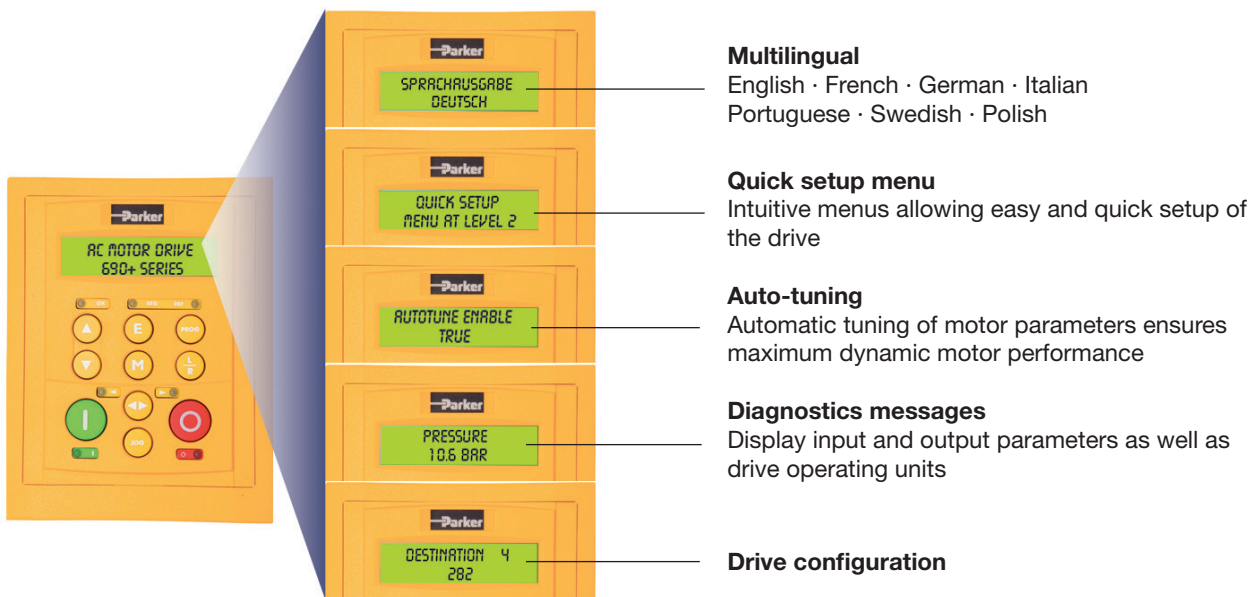 Parker
AC MOTOR DRIVE
690+ SERIES
OK
SEQ REF
E
PROG
M
L
R
JOG
Parker
SPRACHAUSGABE
DEUTSCH
Multilingual
English · French · German · Italian
Portuguese · Swedish · Polish
Parker
QUICK SETUP
MENU AT LEVEL 2
Quick setup menu
Intuitive menus allowing easy and quick setup of
the drive
Parker
AUTOTUNE ENABLE
TRUE
Auto-tuning
Automatic tuning of motor parameters ensures
maximum dynamic motor performance
Parker
PRESSURE
10.6 BAR
Diagnostics messages
Display input and output parameters as well as
drive operating units
Parker
DESTINATION 4
282
Drive configuration